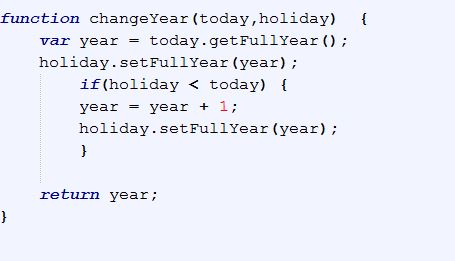 function changeYear(today,holiday)  {
    var year = today.getFullYear();
    holiday.setFullYear(year);
        if(holiday < today) {
        year = year + 1;
        holiday.setFullYear(year);
        }

    return year;
}